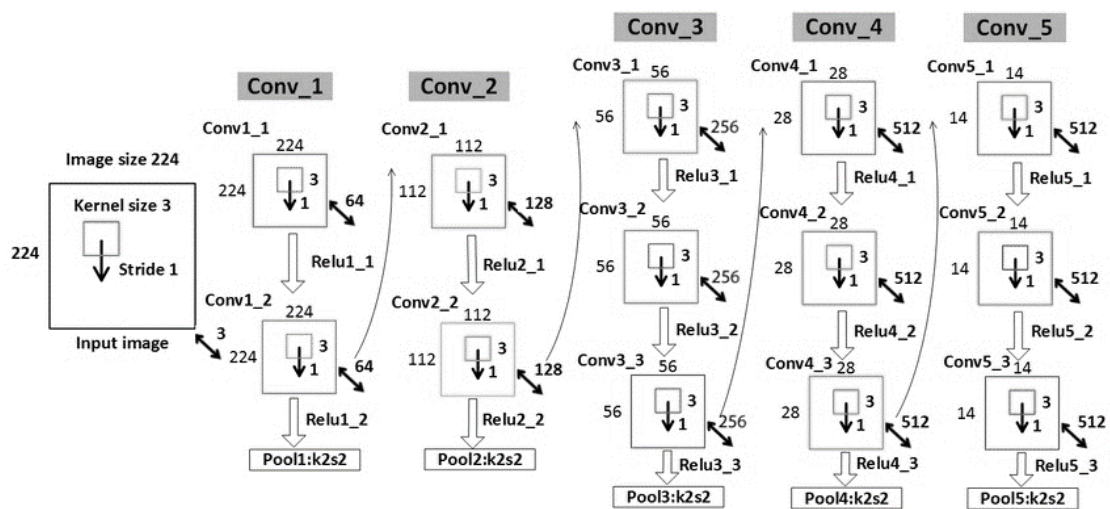 Image size 224
Kernel size 3
224
Stride 1
Input image
3
Conv_1
Conv1_1
224
224
3
1
64
Relu1_1
Conv1_2
224
224
3
1
64
Relu1_2
Pool1:k2s2
Conv_2
Conv2_1
112
112
3
1
128
Relu2_1
Conv2_2
112
112
3
1
128
Relu2_2
Pool2:k2s2
Conv_3
Conv3_1
56
56
3
1
256
Relu3_1
Conv3_2
56
56
3
1
256
Relu3_2
Conv3_3
56
56
3
1
256
Relu3_3
Pool3:k2s2
Conv_4
Conv4_1
28
28
3
1
512
Relu4_1
Conv4_2
28
28
3
1
512
Relu4_2
Conv4_3
28
28
3
1
512
Relu4_3
Pool4:k2s2
Conv_5
Conv5_1
14
14
3
1
512
Relu5_1
Conv5_2
14
14
3
1
512
Relu5_2
Conv5_3
14
14
3
1
512
Relu5_3
Pool5:k2s2